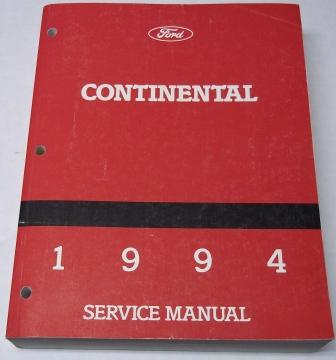 Ford
CONTINENTAL
1 9 9 4
SERVICE MANUAL